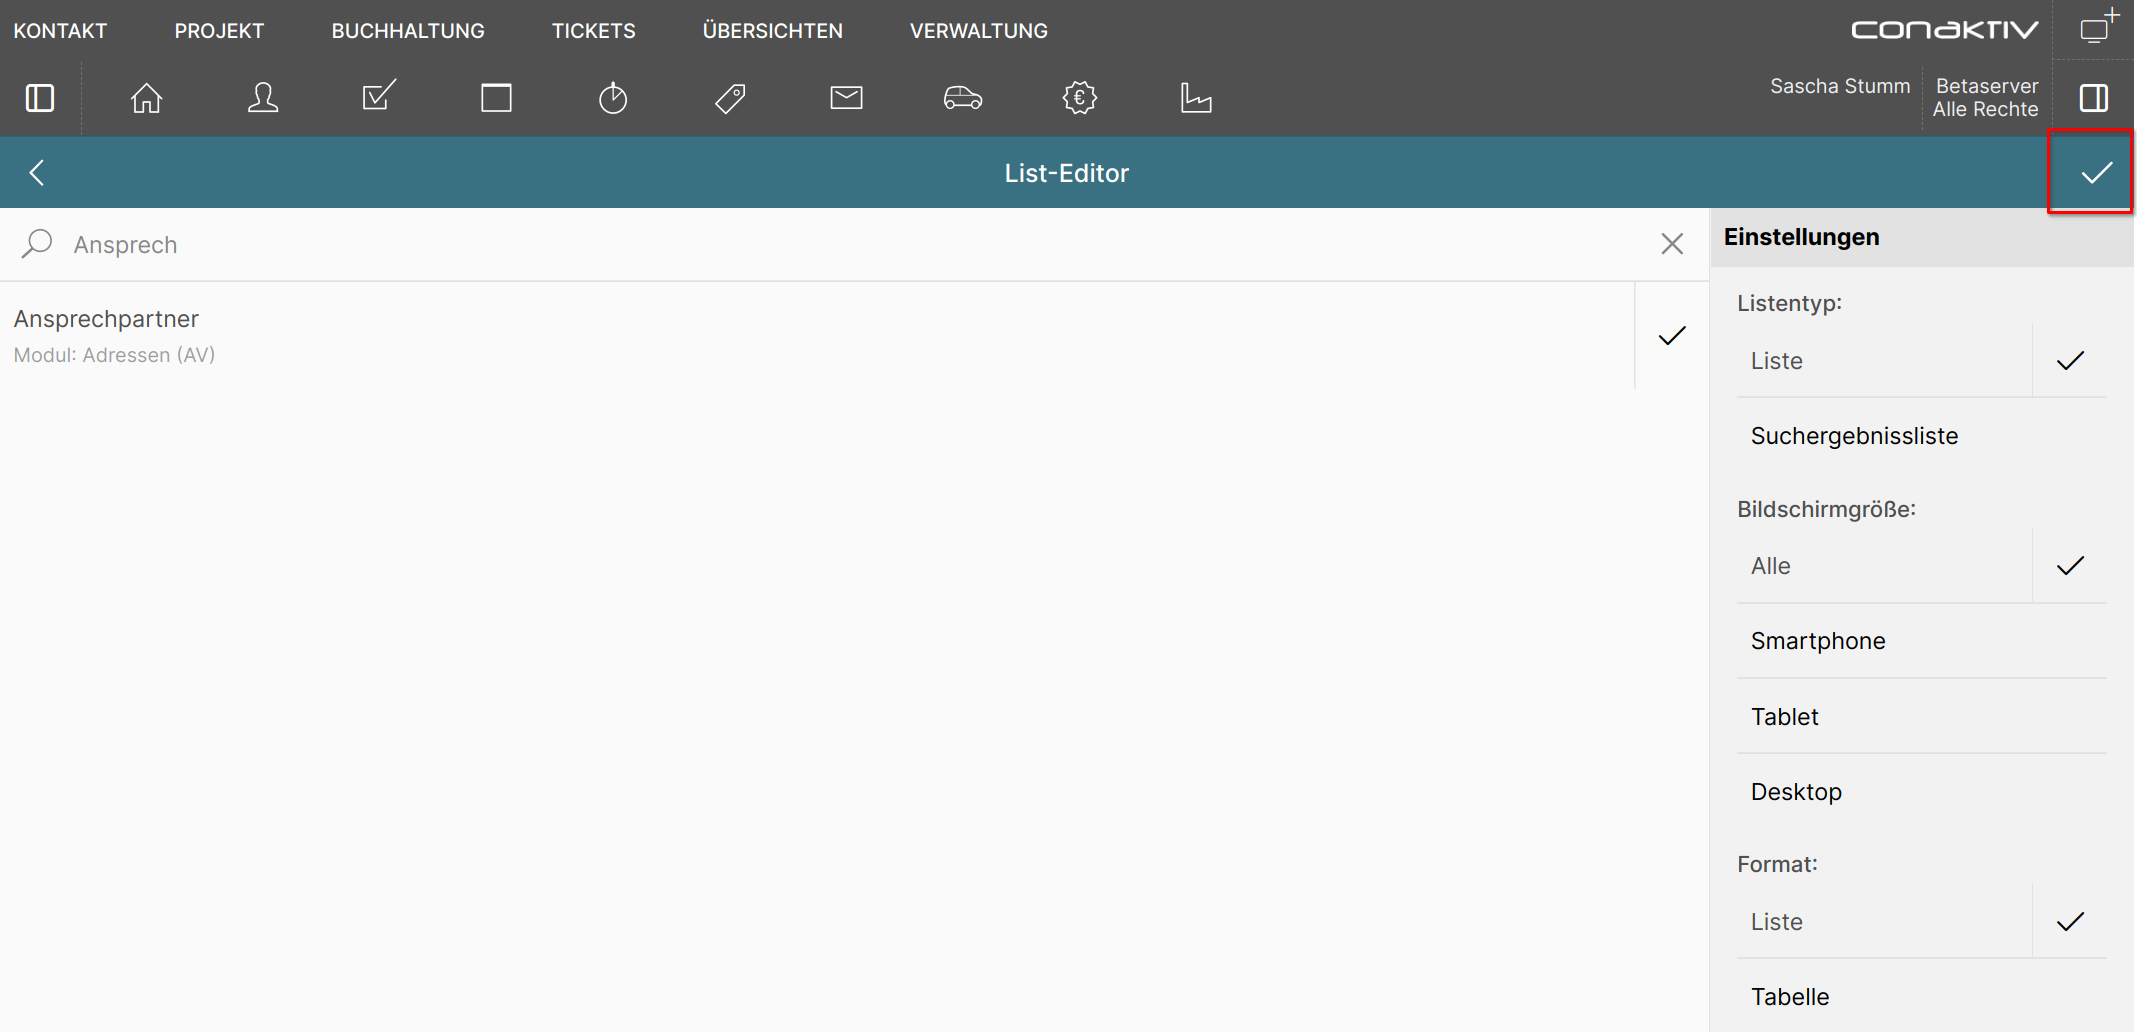 KONTAKT PROJEKT BUCHHALTUNG TICKETS ÜBERSICHTEN VERWALTUNG conaktiv
Sascha Stumm Betaserver
Alle Rechte
List-Editor
Ansprech
Einstellungen
Ansprechpartner
Modul: Adressen (AV)
Listentyp:
Liste
Suchergebnissliste
Bildschirmgröße:
Alle
Smartphone
Tablet
Desktop
Format:
Liste
Tabelle